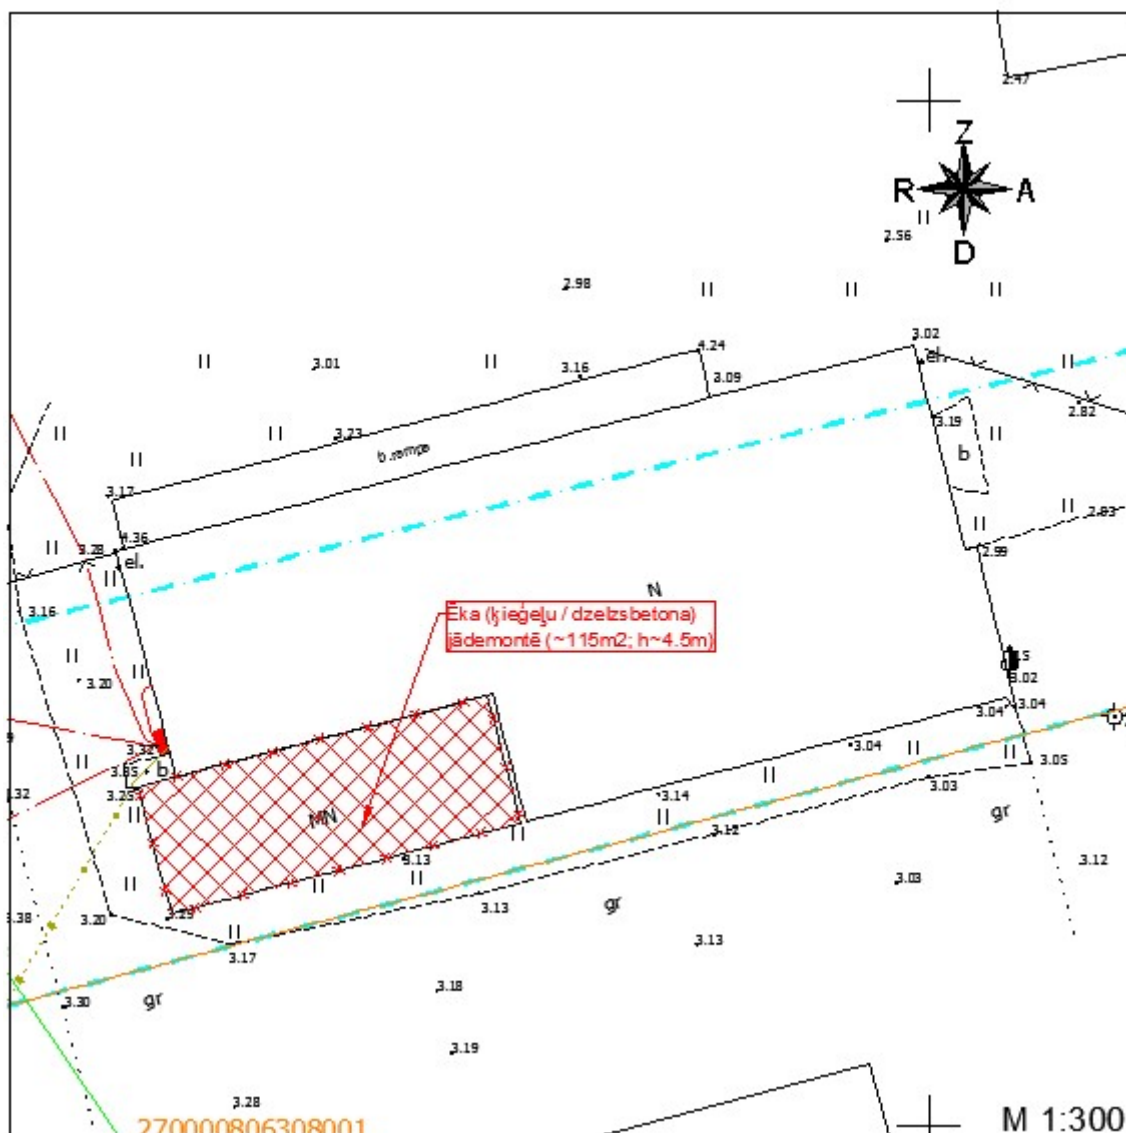 2.47
Z
R A
D
2.56
2.98
3.02
4.24
el.
3.01
3.16
3.09
2.82
3.19
3.23
b.rampa
b
3.17
2.83
4.36
3.28
el.
2.99
N
Ēka (ķieģeļu / dzelzsbetona)
jādemontē (~115m2; h~4.5m)
3.16
3.20
3.02
3.04
3.04
3.04
3.32
b
3.05
3.25
3.03
3.14
gr
MN
3.12
3.13
3.12
3.03
3.13
gr
3.38
3.20
3.29
3.13
3.17
3.18
gr
3.30
3.19
3.28
270000806308001
M 1:300